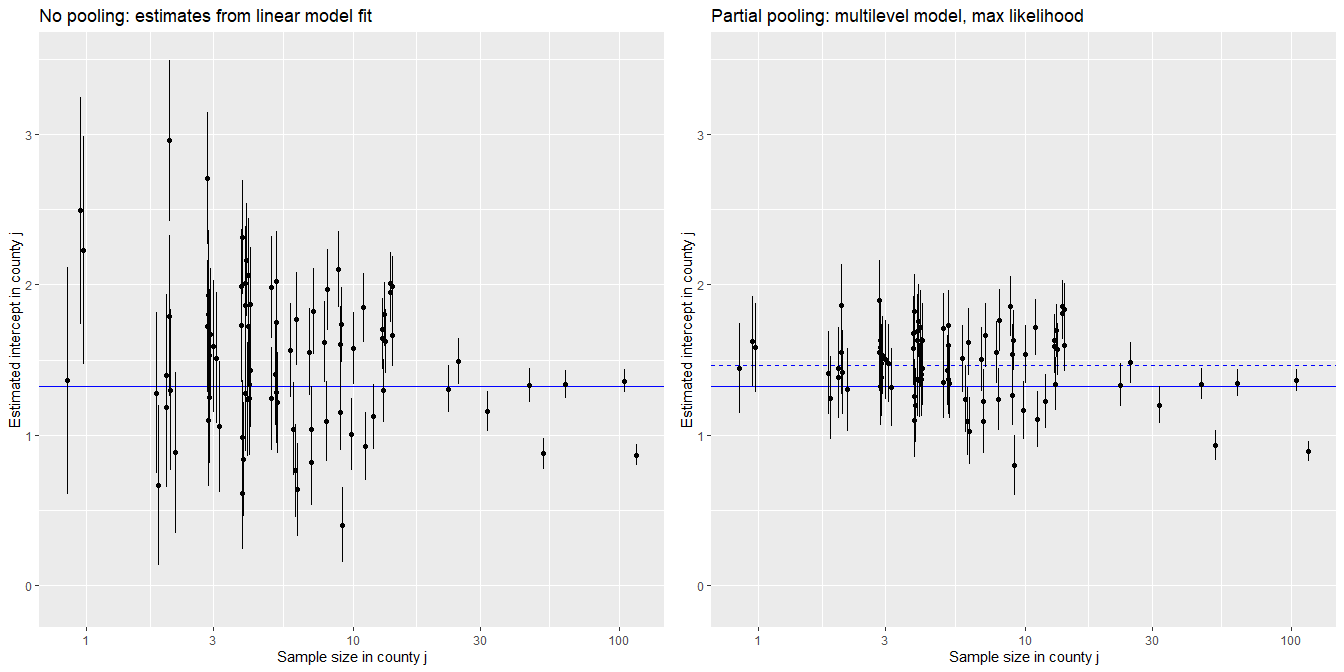 No pooling: estimates from linear model fit
Estimated intercept in county j
3
2
1
0
1 3 10 30 100
Sample size in county j
Partial pooling: multilevel model, max likelihood
Estimated intercept in county j
3
2
1
0
1 3 10 30 100
Sample size in county j